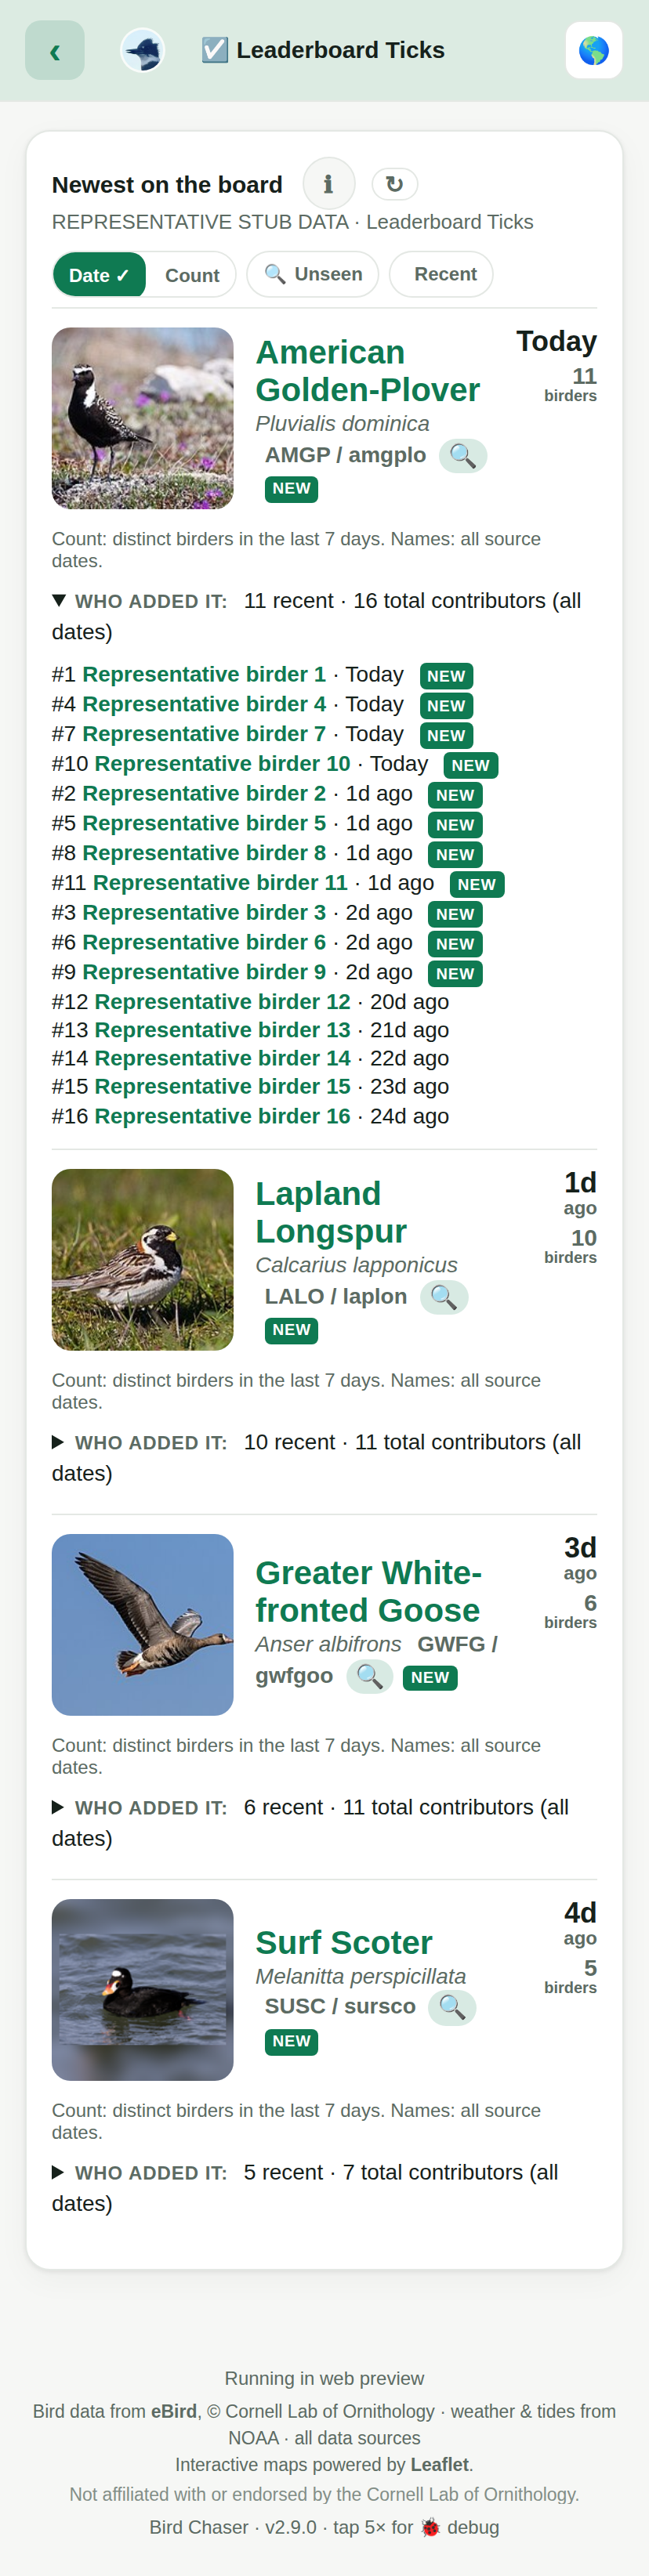 ‹ ☑️ Leaderboard Ticks 🌎
Newest on the board ℹ ↻
REPRESENTATIVE STUB DATA · Leaderboard Ticks
Date ✓ Count 🔍 Unseen Recent
American Today
Golden-Plover 11
birders
Pluvialis dominica
AMGP / amgplo 🔍
NEW
Count: distinct birders in the last 7 days. Names: all source
dates.
▼ WHO ADDED IT: 11 recent · 16 total contributors (all
dates)
#1 Representative birder 1 · Today NEW
#4 Representative birder 4 · Today NEW
#7 Representative birder 7 · Today NEW
#10 Representative birder 10 · Today NEW
#2 Representative birder 2 · 1d ago NEW
#5 Representative birder 5 · 1d ago NEW
#8 Representative birder 8 · 1d ago NEW
#11 Representative birder 11 · 1d ago NEW
#3 Representative birder 3 · 2d ago NEW
#6 Representative birder 6 · 2d ago NEW
#9 Representative birder 9 · 2d ago NEW
#12 Representative birder 12 · 20d ago
#13 Representative birder 13 · 21d ago
#14 Representative birder 14 · 22d ago
#15 Representative birder 15 · 23d ago
#16 Representative birder 16 · 24d ago
Lapland 1d
ago
Longspur 10
birders
Calcarius lapponicus
LALO / laplon 🔍
NEW
Count: distinct birders in the last 7 days. Names: all source
dates.
▶ WHO ADDED IT: 10 recent · 11 total contributors (all
dates)
3d
Greater White- ago
fronted Goose 6
birders
Anser albifrons GWFG /
gwfgoo 🔍 NEW
Count: distinct birders in the last 7 days. Names: all source
dates.
▶ WHO ADDED IT: 6 recent · 11 total contributors (all
dates)
4d
Surf Scoter ago
Melanitta perspicillata 5
birders
SUSC / sursco 🔍
NEW
Count: distinct birders in the last 7 days. Names: all source
dates.
▶ WHO ADDED IT: 5 recent · 7 total contributors (all
dates)
Running in web preview
Bird data from eBird, © Cornell Lab of Ornithology · weather & tides from
NOAA · all data sources
Interactive maps powered by Leaflet.
Not affiliated with or endorsed by the Cornell Lab of Ornithology.
Bird Chaser · v2.9.0 · tap 5× for 🐞 debug